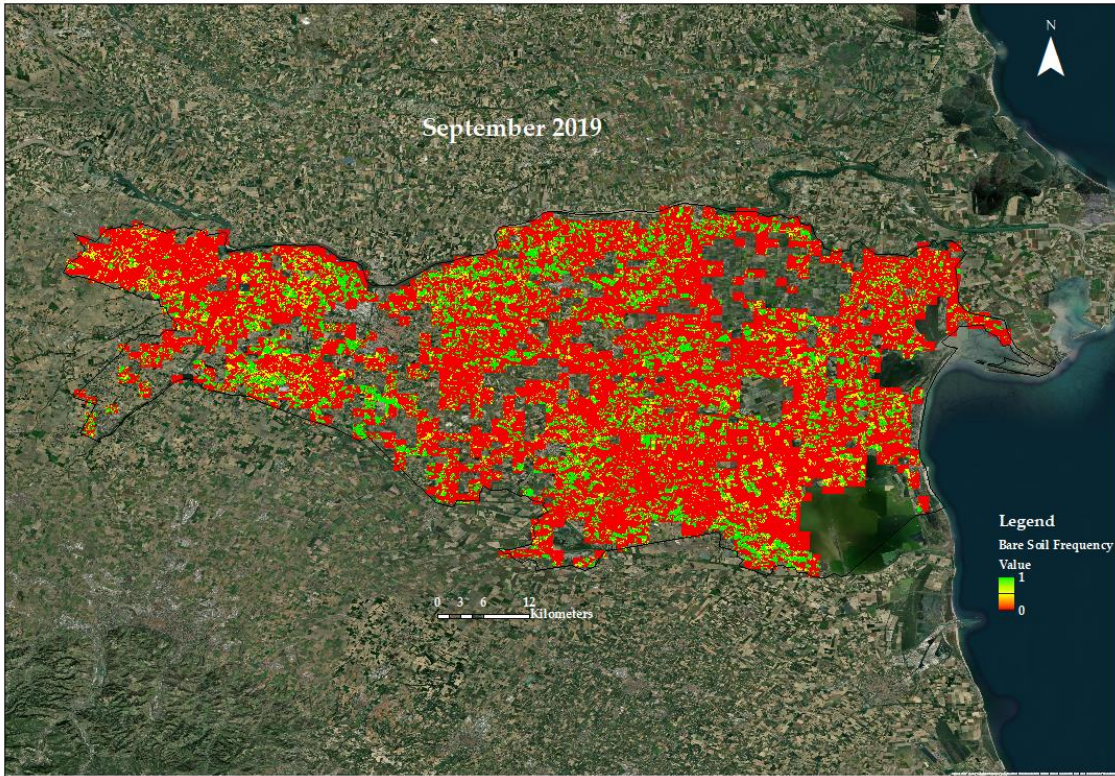 N
September 2019
Legend
Bare Soil Frequency
Value
1
0
0 3 6 12
Kilometers